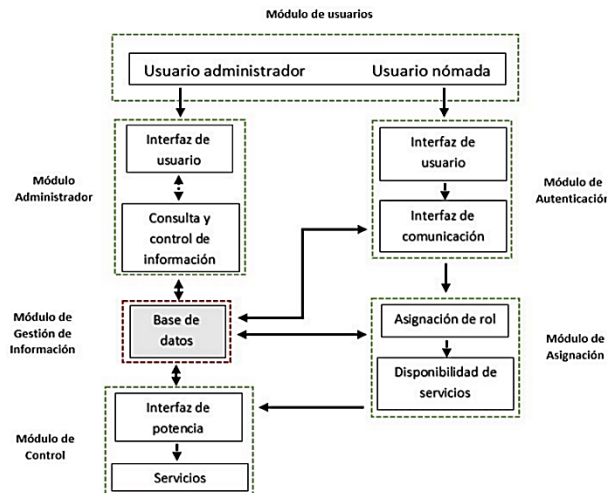 Módulo de usuarios
Usuario administrador
Usuario nómada
Interfaz de
usuario
Interfaz de
usuario
Módulo
Administrador
Módulo de
Autenticación
Consulta y
control de
información
Interfaz de
comunicación
Módulo de
Gestión de
Información
Base de
datos
Asignación de rol
Módulo de
Asignación
Disponibilidad de
servicios
Interfaz de
potencia
Módulo de
Control
Servicios